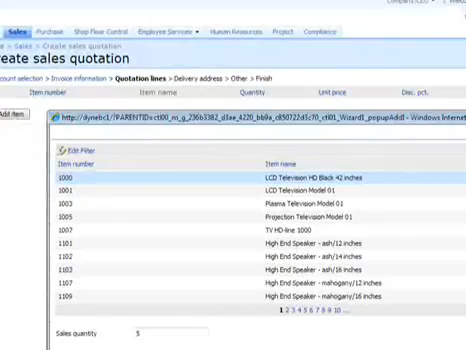 Sales Purchase Shop Floor Control Employee Services Human Resources Project Compliance
> Sales > Create sales quotation
reate sales quotation
count selection > Invoice information > Quotation lines > Delivery address > Other > Finish
Item number Item name Quantity Unit price Disc. pct.
Add item
Windows Internet
Edit Filter
Item number Item name
1000 LCD Television HD Black 42 inches
1001 LCD Television Model 01
1003 Plasma Television Model 01
1005 Projection Television Model 01
1007 TV HD-line 1000
1101 High End Speaker - ash/12 inches
1102 High End Speaker - ash/14 inches
1103 High End Speaker - ash/16 inches
1107 High End Speaker - mahogany/12 inches
1109 High End Speaker - mahogany/16 inches
1 2 3 4 5 6 7 8 9 10 ...
Sales quantity 5